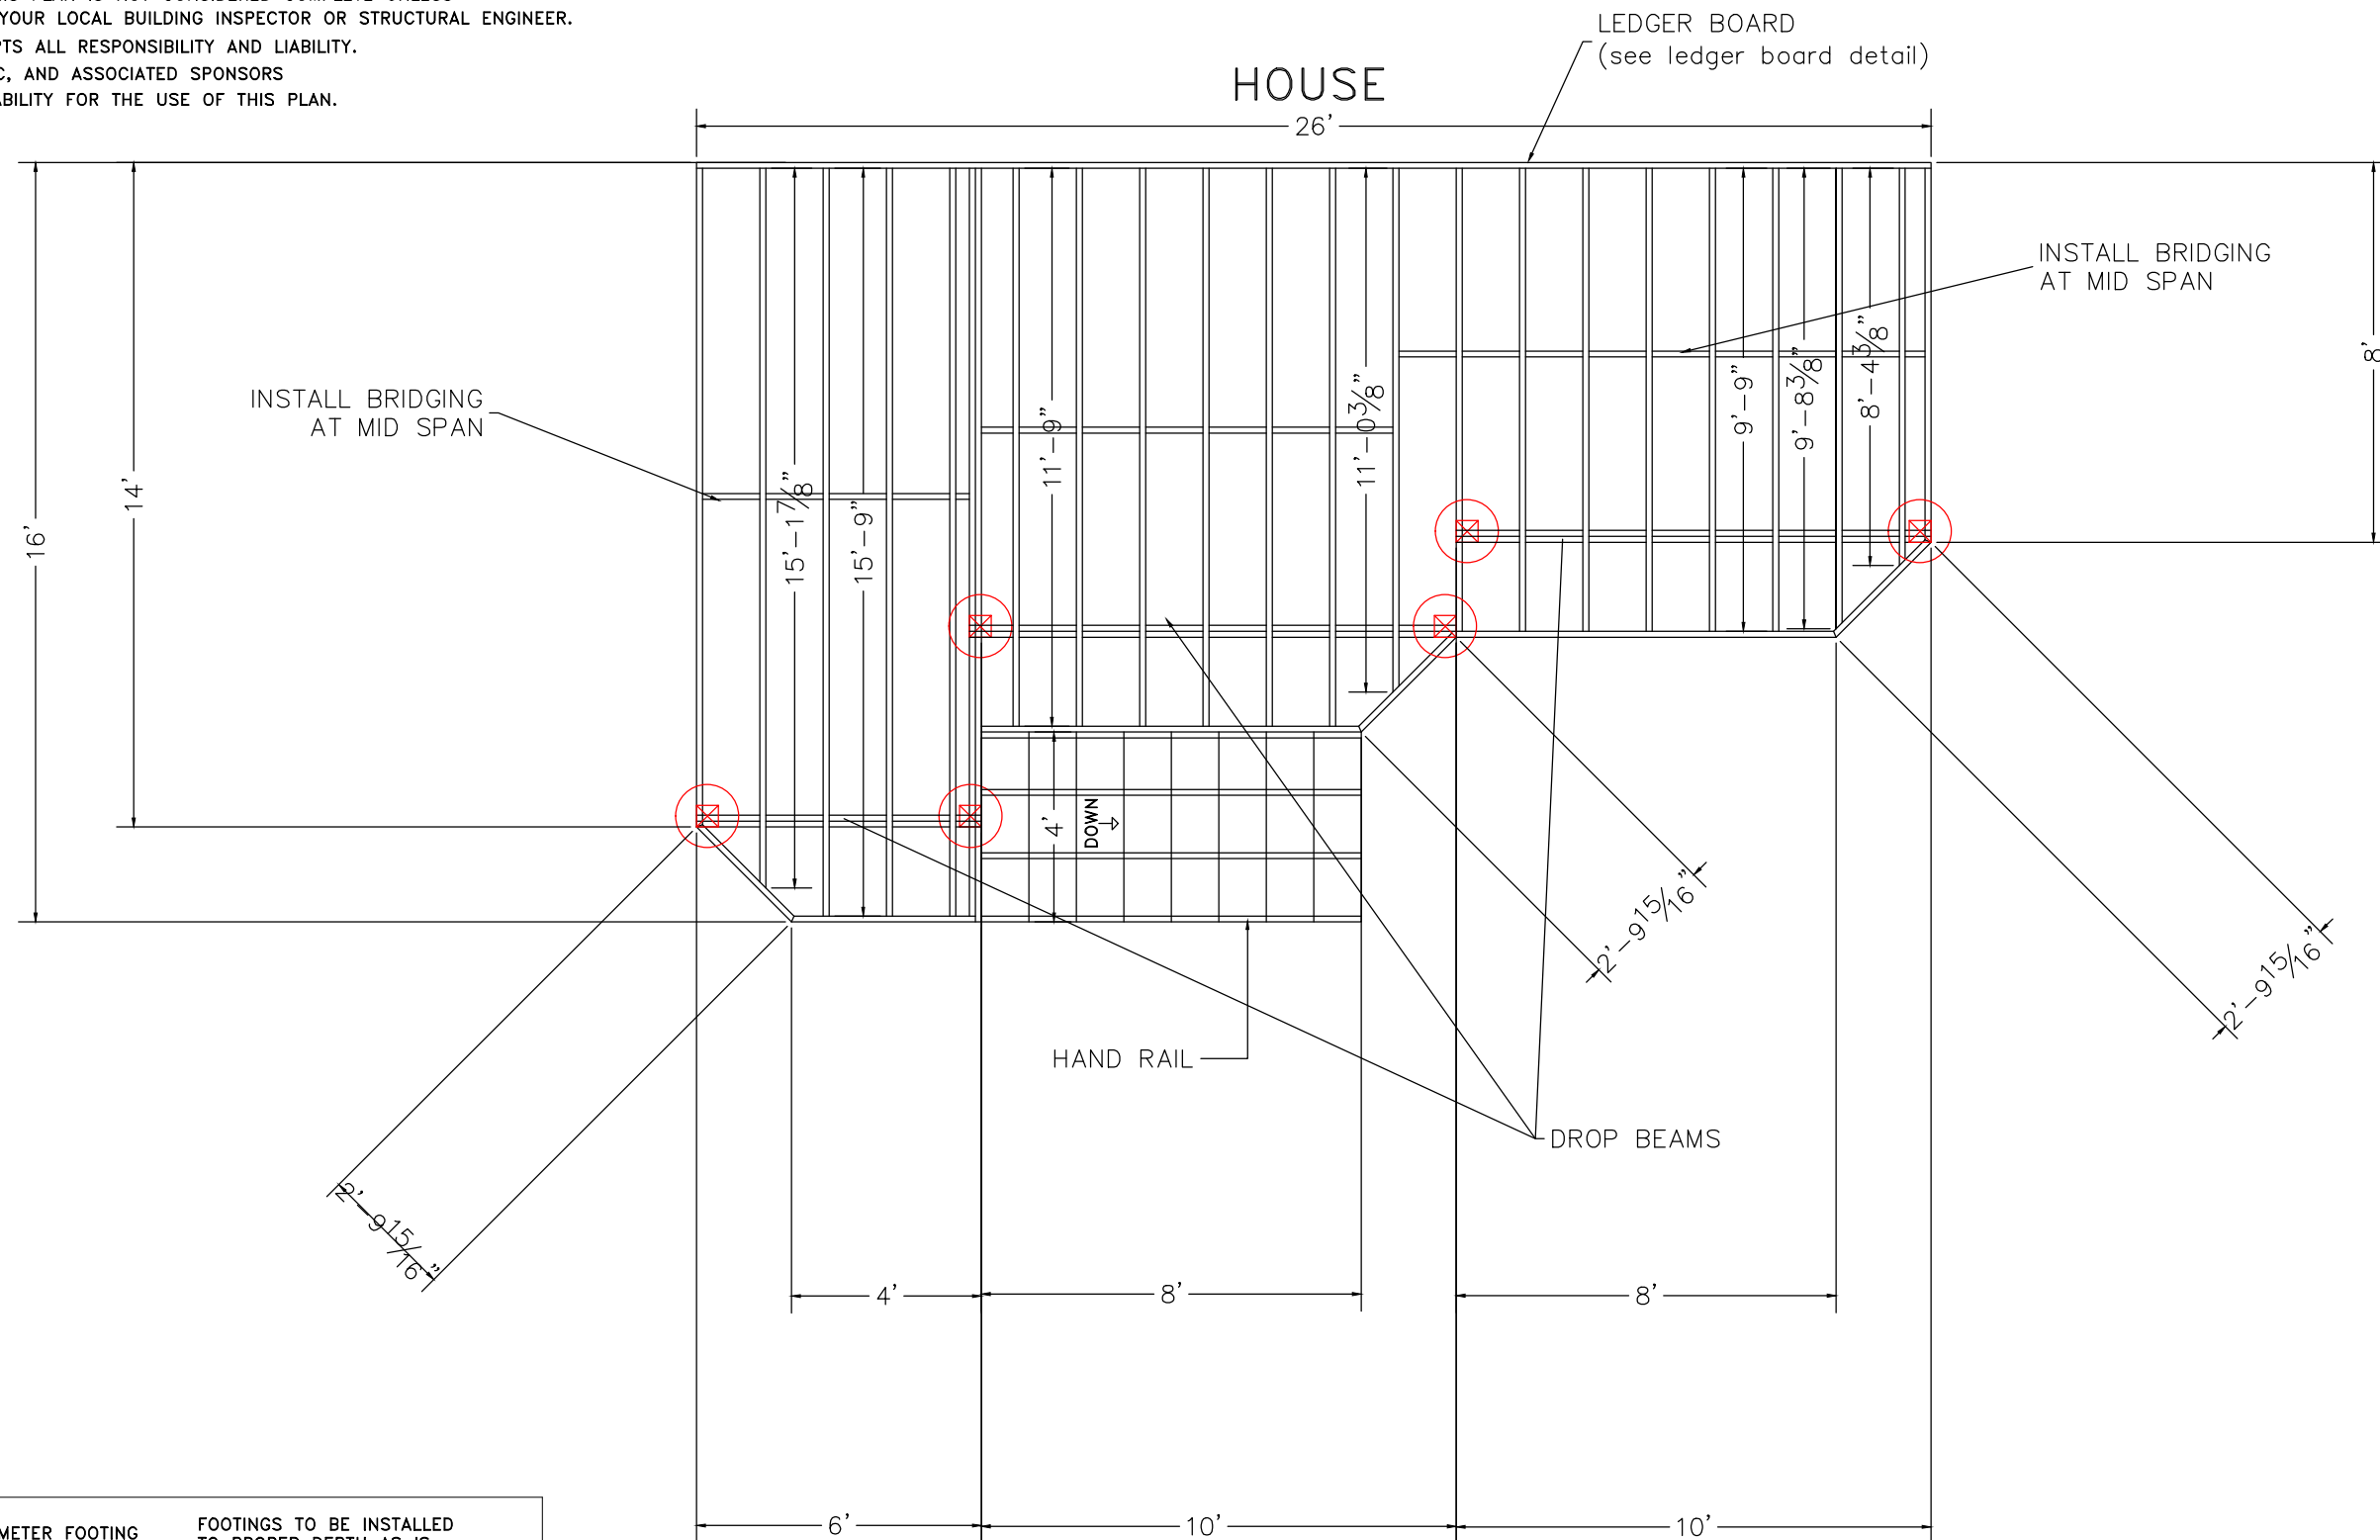 YOUR LOCAL BUILDING INSPECTOR OR STRUCTURAL ENGINEER.
PTS ALL RESPONSIBILITY AND LIABILITY.
C, AND ASSOCIATED SPONSORS
ABILITY FOR THE USE OF THIS PLAN.
LEDGER BOARD
(see ledger board detail)
HOUSE
26'
INSTALL BRIDGING
AT MID SPAN
INSTALL BRIDGING
AT MID SPAN
16'
14'
15'-1 7/8"
15'-9"
11'-9"
11'-0 3/8"
9'-9"
9'-8 3/8"
8'-4 3/8"
8'
4'
DOWN
2'-9 15/16"
2'-9 15/16"
2'-9 15/16"
HAND RAIL
DROP BEAMS
4'
8'
8'
6'
10'
10'
METER FOOTING
FOOTINGS TO BE INSTALLED